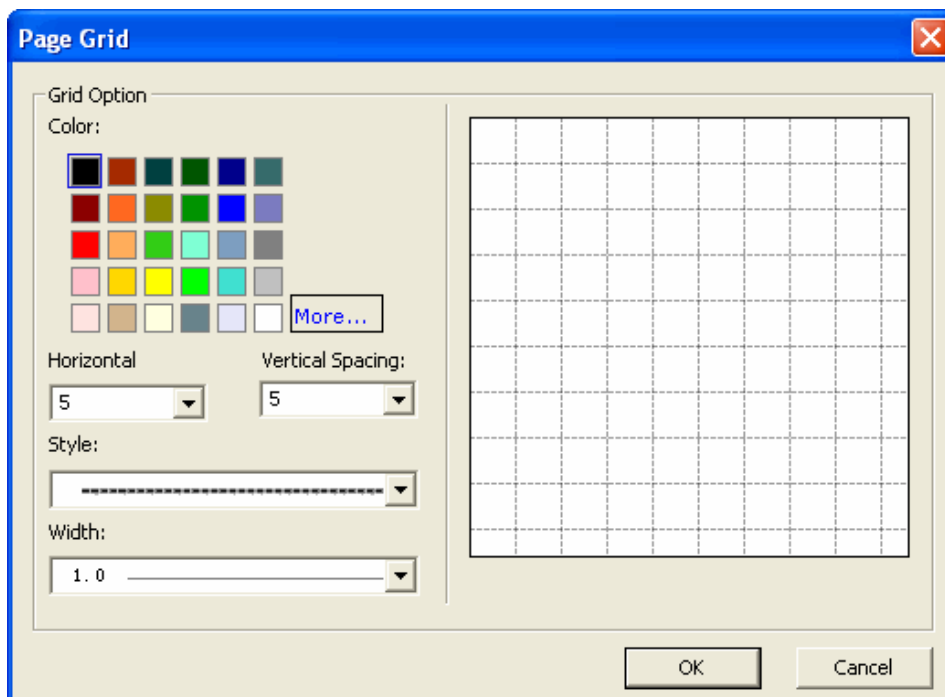 Page Grid
Grid Option
Color:
More...
Horizontal
Vertical Spacing:
5
5
Style:
Width:
1.0
OK
Cancel